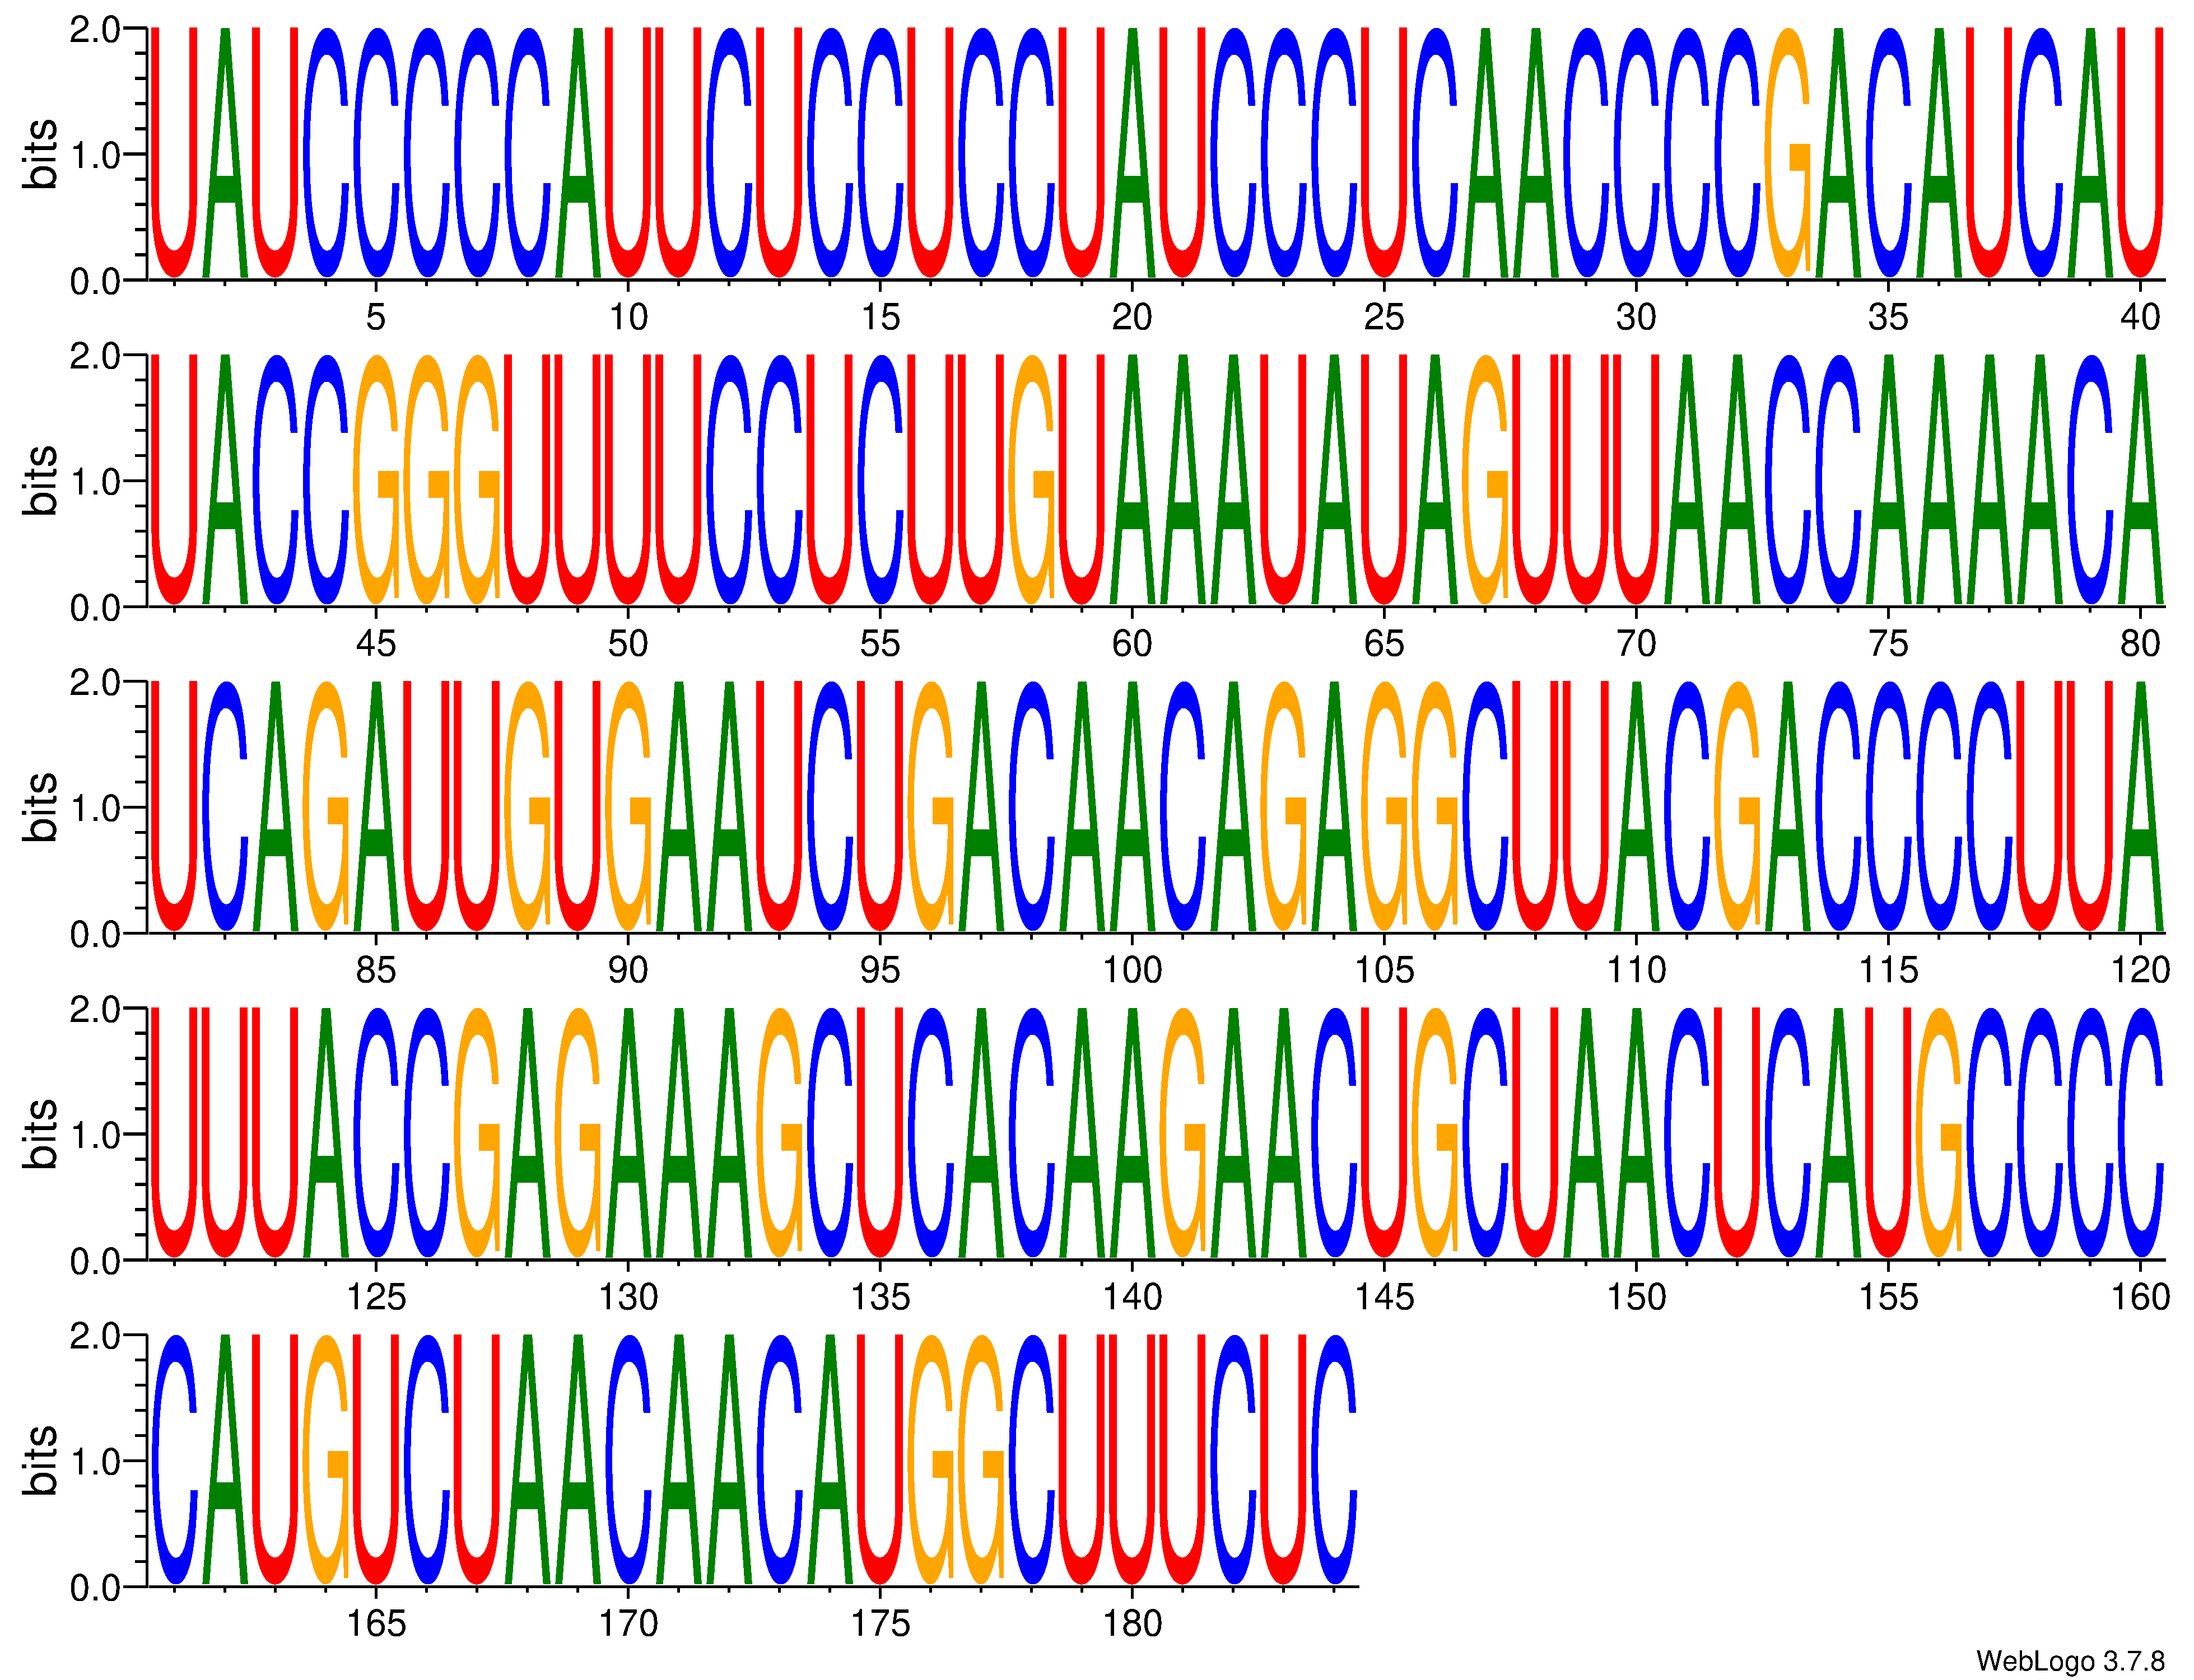 2.0
bits 1.0 UAUCCCCCAUUCUCCUCCUAUCCCUCAACCCCGACAUCAU
0.0
5 10 15 20 25 30 35 40
2.0
bits 1.0 UACCGGGUUUUCCUCUUGUAAAUAUAGUUUAACCAAAACA
0.0
45 50 55 60 65 70 75 80
2.0
bits 1.0 UCAGAUUGUGAAUCUGACAACAGAGGCUUACGACCCCUUA
0.0
85 90 95 100 105 110 115 120
2.0
bits 1.0 UUUACCGAGAAAGCUCACAAGAACUGCUAACUCAUGCCCC
0.0
125 130 135 140 145 150 155 160
2.0
bits 1.0 CAUGUCUAACAACAUGGCUUUCUC
0.0
165 170 175 180
WebLogo 3.7.8